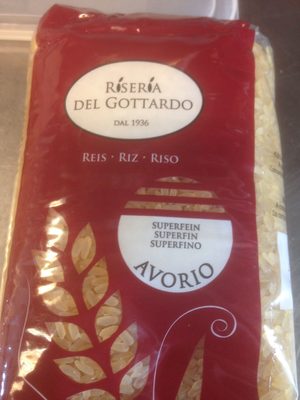 RISERIA
DEL GOTTARDO
DAL 1936
REIS · RIZ · RISO
SUPERFEIN
SUPERFIN
SUPERFINO
AVORIO